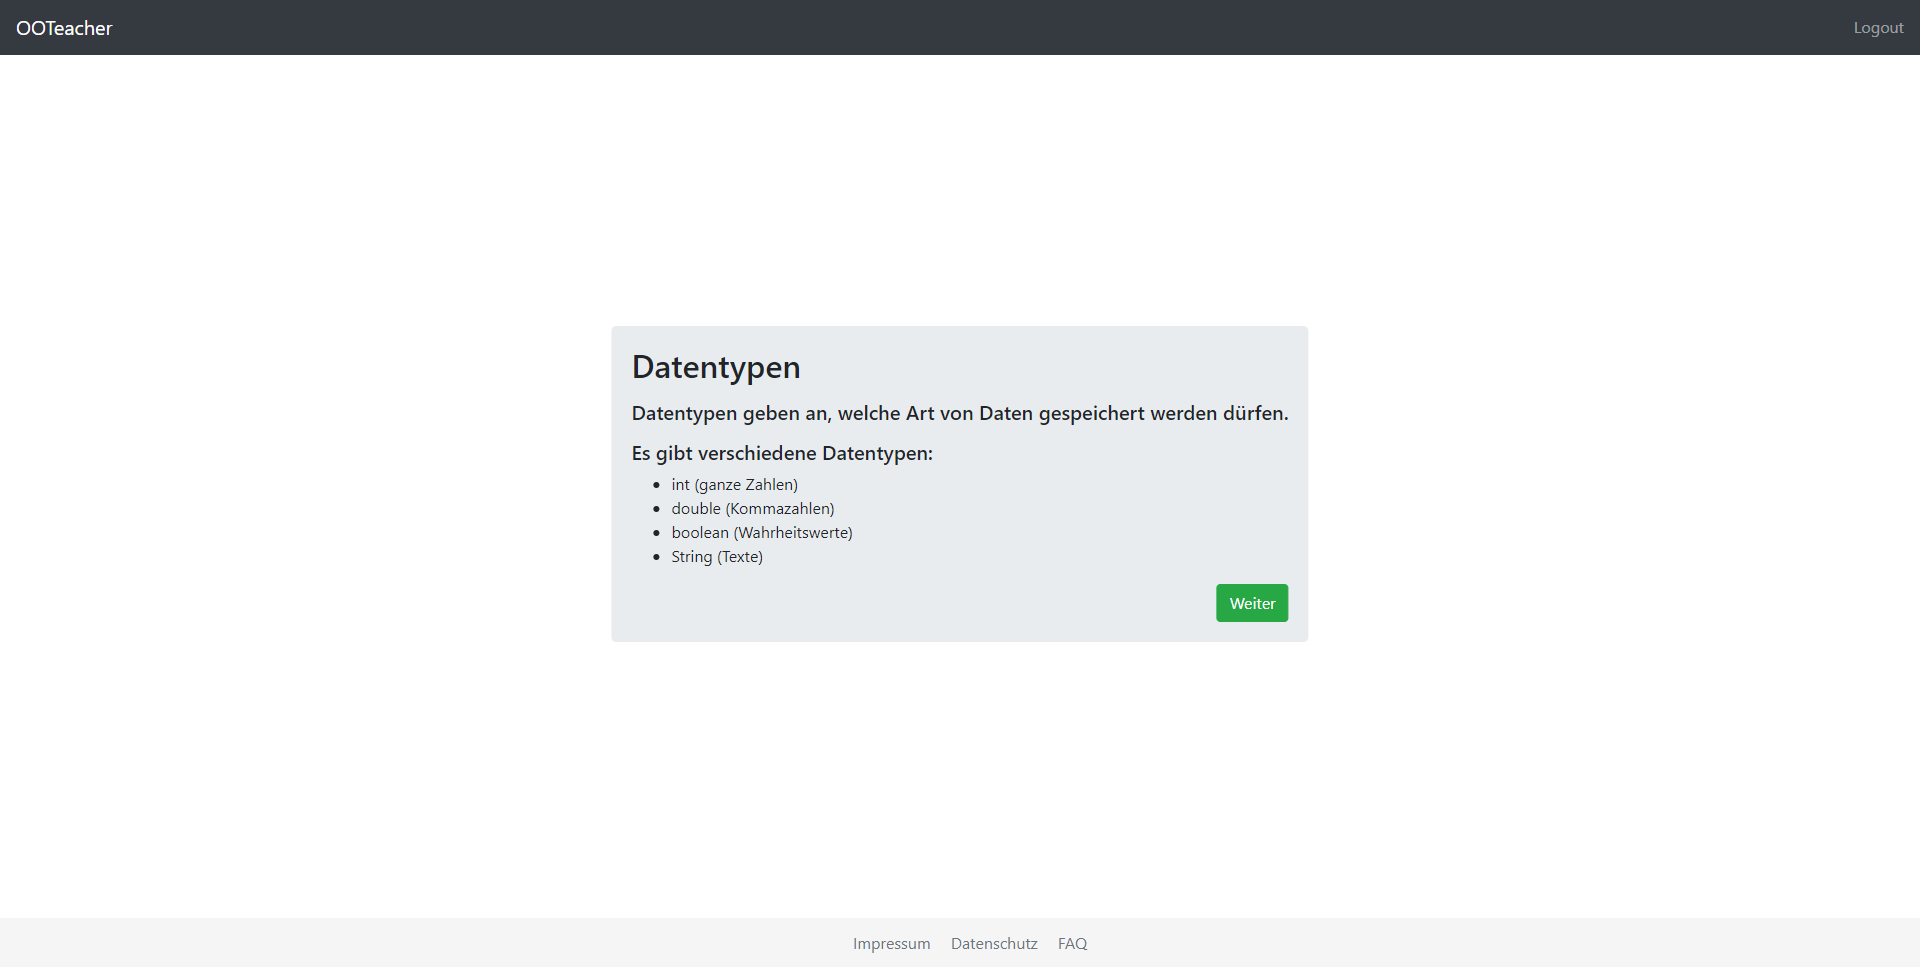 OOTeacher
Logout
Datentypen
Datentypen geben an, welche Art von Daten gespeichert werden dürfen.
Es gibt verschiedene Datentypen:
int (ganze Zahlen)
double (Kommazahlen)
boolean (Wahrheitswerte)
String (Texte)
Weiter
Impressum Datenschutz FAQ